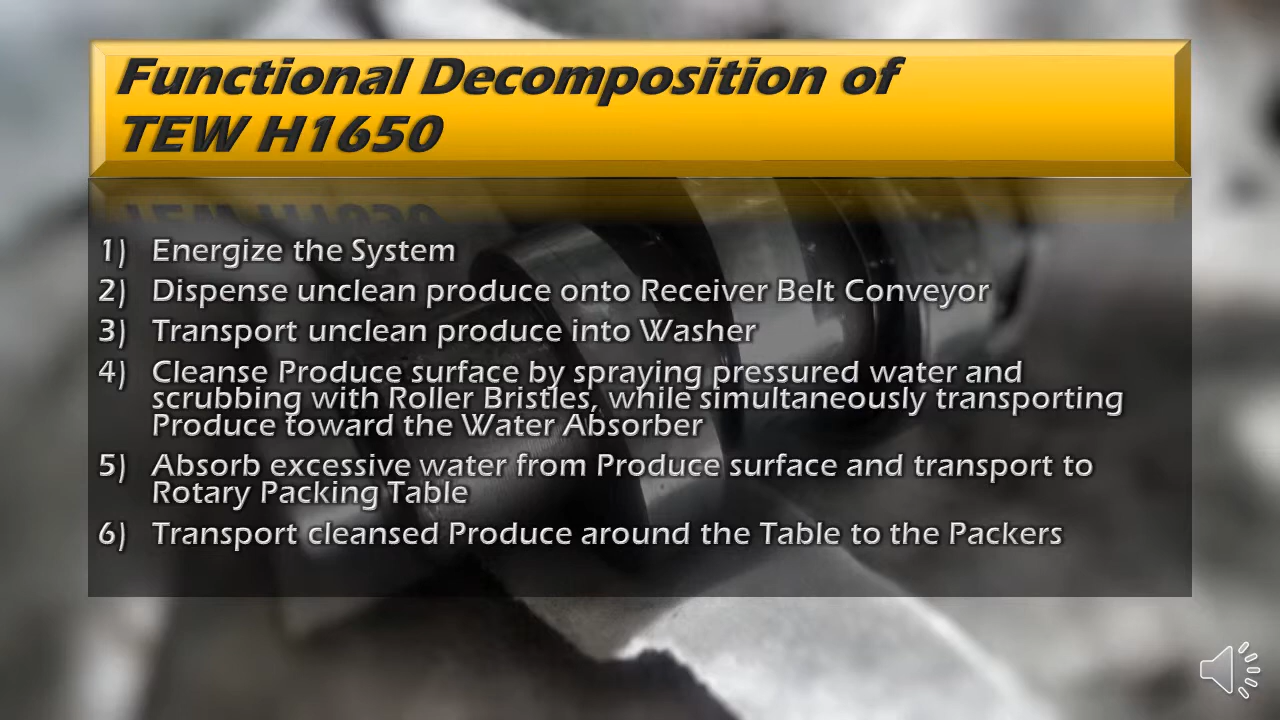 Functional Decomposition of
TEW H1650
1) Energize the System
2) Dispense unclean produce onto Receiver Belt Conveyor
3) Transport unclean produce into Washer
4) Cleanse Produce surface by spraying pressured water and
scrubbing with Roller Bristles, while simultaneously transporting
Produce toward the Water Absorber
5) Absorb excessive water from Produce surface and transport to
Rotary Packing Table
6) Transport cleansed Produce around the Table to the Packers